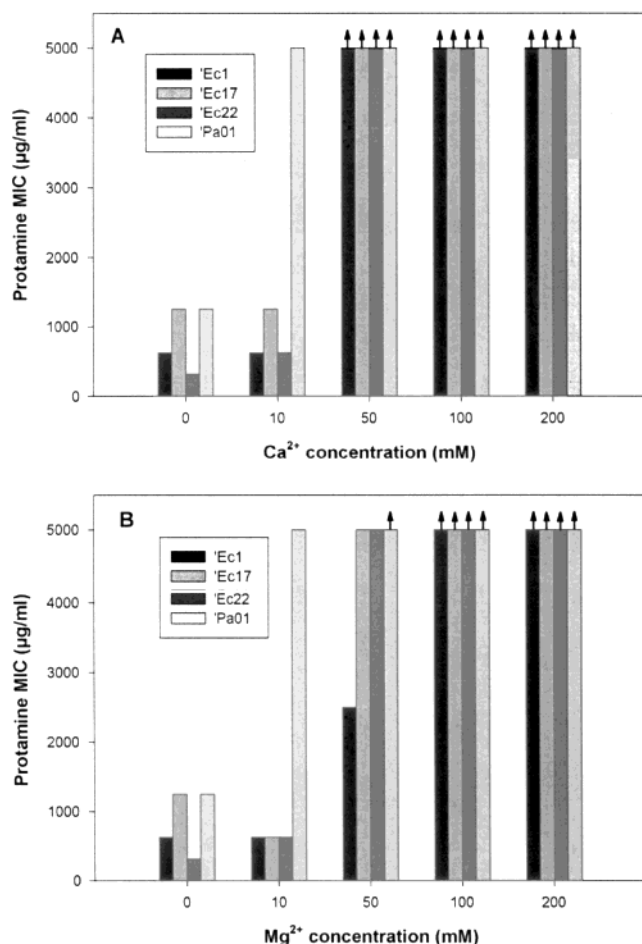 A
'Ec1
'Ec17
'Ec22
'Pa01
5000
5000
4000
3000
2000
1000
0
Protamine MIC (µg/ml)
0 10 50 100 200
Ca²⁺ concentration (mM)
B
'Ec1
'Ec17
'Ec22
'Pa01
5000
5000
4000
3000
2000
1000
0
Protamine MIC (µg/ml)
0 10 50 100 200
Mg²⁺ concentration (mM)